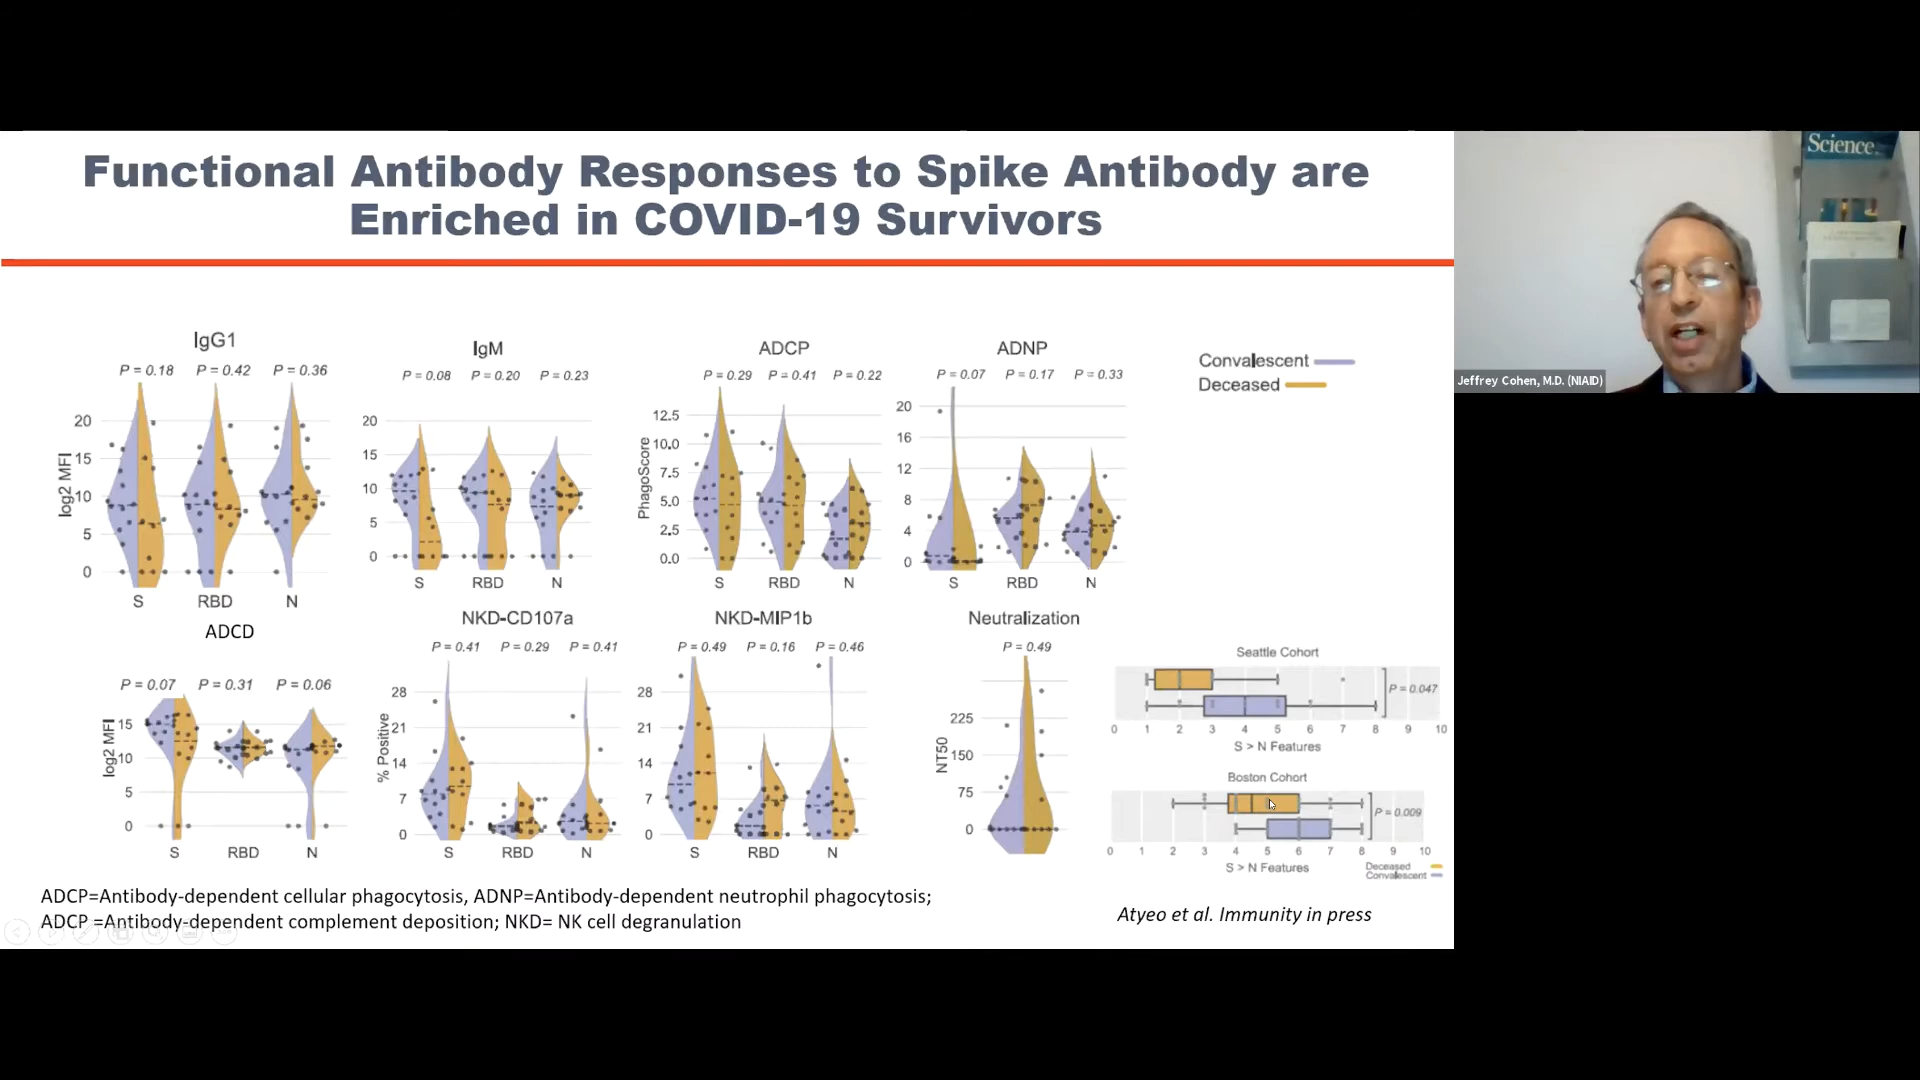 Functional Antibody Responses to Spike Antibody are
Enriched in COVID-19 Survivors
Science
Jeffrey Cohen, M.D. (NIAID)
IgG1
P = 0.18 P = 0.42 P = 0.36
log2 MFI
20
15
10
5
0
S RBD N
IgM
P = 0.08 P = 0.20 P = 0.23
20
15
10
5
0
S RBD N
ADCP
P = 0.29 P = 0.41 P = 0.22
PhagoScore
12.5
10.0
7.5
5.0
2.5
0.0
S RBD N
ADNP
P = 0.07 P = 0.17 P = 0.33
20
16
12
8
4
0
S RBD N
Convalescent
Deceased
ADCD
P = 0.07 P = 0.31 P = 0.06
log2 MFI
15
10
5
0
S RBD N
NKD-CD107a
P = 0.41 P = 0.29 P = 0.41
% Positive
28
21
14
7
0
S RBD N
NKD-MIP1b
P = 0.49 P = 0.16 P = 0.46
28
21
14
7
0
S RBD N
Neutralization
P = 0.49
NT50
225
150
75
0
Seattle Cohort
P = 0.047
0 1 2 3 4 5 6 7 8 9 10
S > N Features
Boston Cohort
P = 0.009
0 1 2 3 4 5 6 7 8 9 10
S > N Features
Deceased
Convalescent
ADCP=Antibody-dependent cellular phagocytosis, ADNP=Antibody-dependent neutrophil phagocytosis;
ADCP =Antibody-dependent complement deposition; NKD= NK cell degranulation
Atyeo et al. Immunity in press